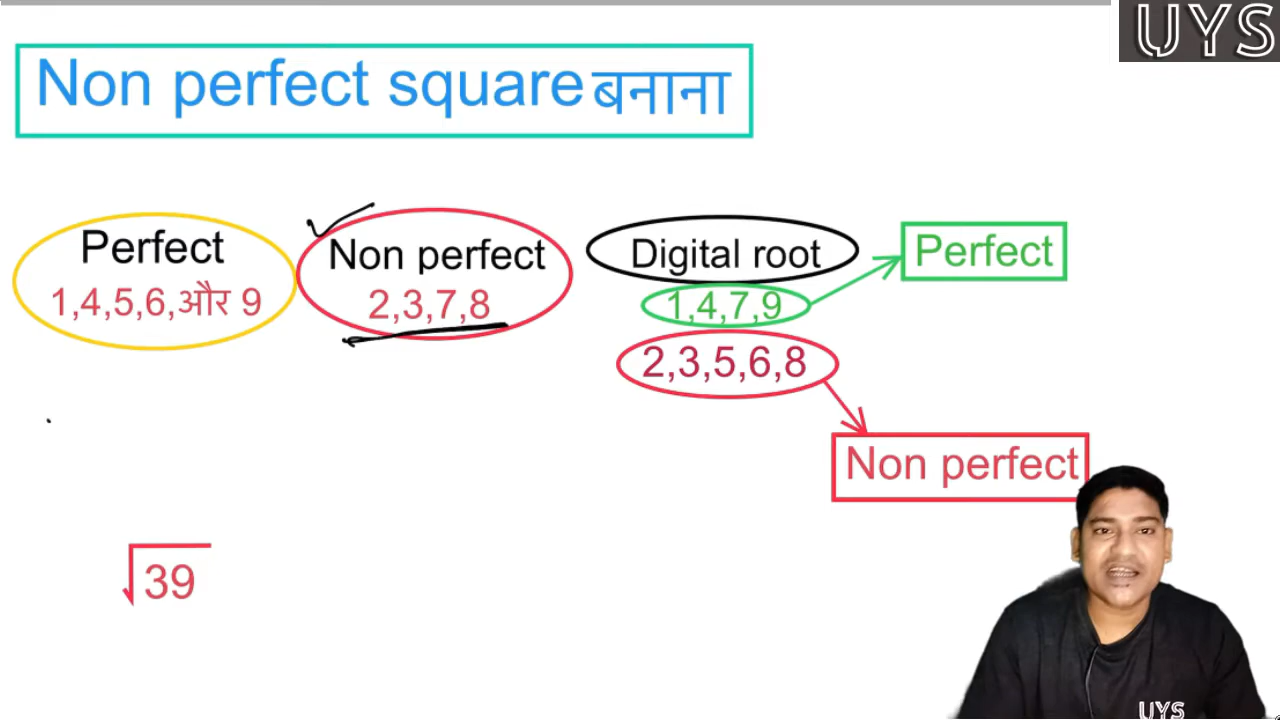 UYS
Non perfect square बनाना
Perfect
1,4,5,6,और 9
Non perfect
2,3,7,8
Digital root
1,4,7,9
2,3,5,6,8
Perfect
Non perfect
√39
UYS